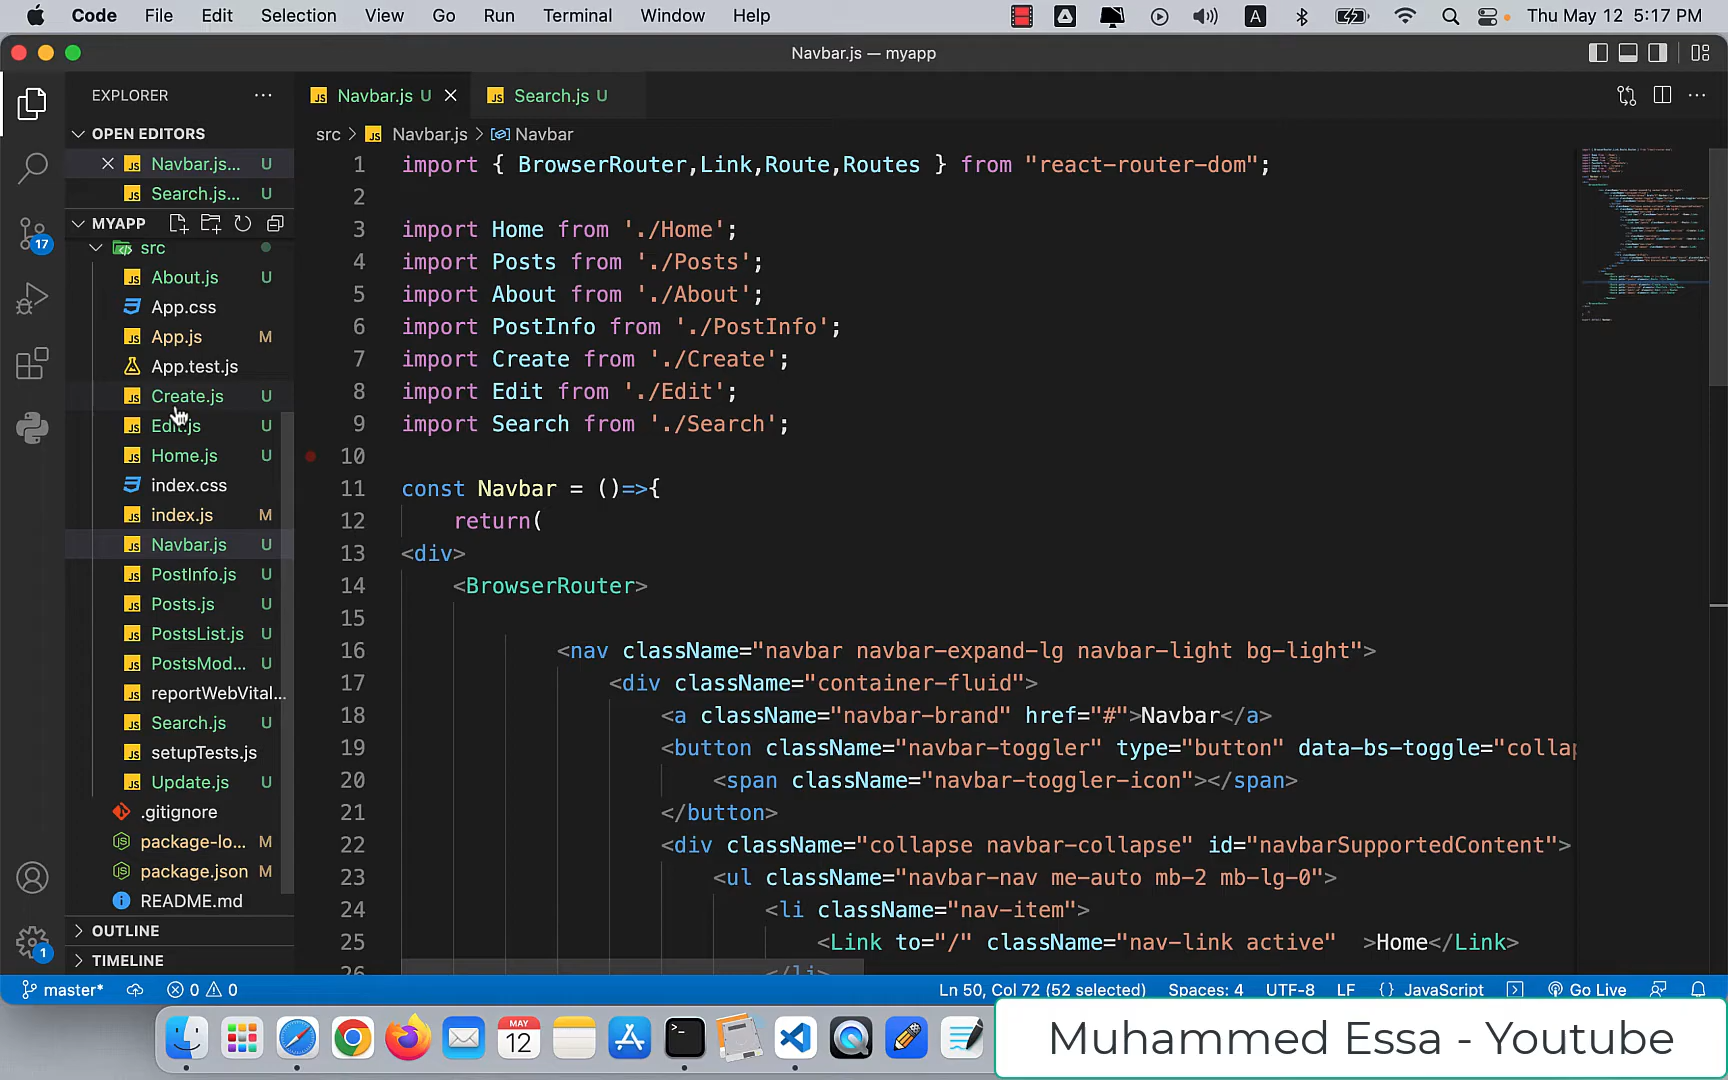 Code File Edit Selection View Go Run Terminal Window Help A Thu May 12 5:17 PM
Navbar.js — myapp
EXPLORER
Navbar.js U
Search.js U
OPEN EDITORS
src > Navbar.js > Navbar
Navbar.js... U
Search.js... U
MYAPP
17
src
About.js U
App.css
App.js M
App.test.js
Create.js U
Edit.js U
Home.js U
index.css
index.js M
Navbar.js U
PostInfo.js U
Posts.js U
PostsList.js U
PostsMod... U
reportWebVital...
Search.js U
setupTests.js
Update.js U
.gitignore
package-lo... M
package.json M
README.md
OUTLINE
TIMELINE
1
1 import { BrowserRouter,Link,Route,Routes } from "react-router-dom";
2
3 import Home from './Home';
4 import Posts from './Posts';
5 import About from './About';
6 import PostInfo from './PostInfo';
7 import Create from './Create';
8 import Edit from './Edit';
9 import Search from './Search';
10
11 const Navbar = ()=>{
12 return(
13 <div>
14 <BrowserRouter>
15
16 <nav className="navbar navbar-expand-lg navbar-light bg-light">
17 <div className="container-fluid">
18 <a className="navbar-brand" href="#">Navbar</a>
19 <button className="navbar-toggler" type="button" data-bs-toggle="collap
20 <span className="navbar-toggler-icon"></span>
21 </button>
22 <div className="collapse navbar-collapse" id="navbarSupportedContent">
23 <ul className="navbar-nav me-auto mb-2 mb-lg-0">
24 <li className="nav-item">
25 <Link to="/" className="nav-link active" >Home</Link>
26 </li>
master* 0 0 Ln 50, Col 72 (52 selected) Spaces: 4 UTF-8 LF {} JavaScript Go Live
MAY
12
Muhammed Essa - Youtube